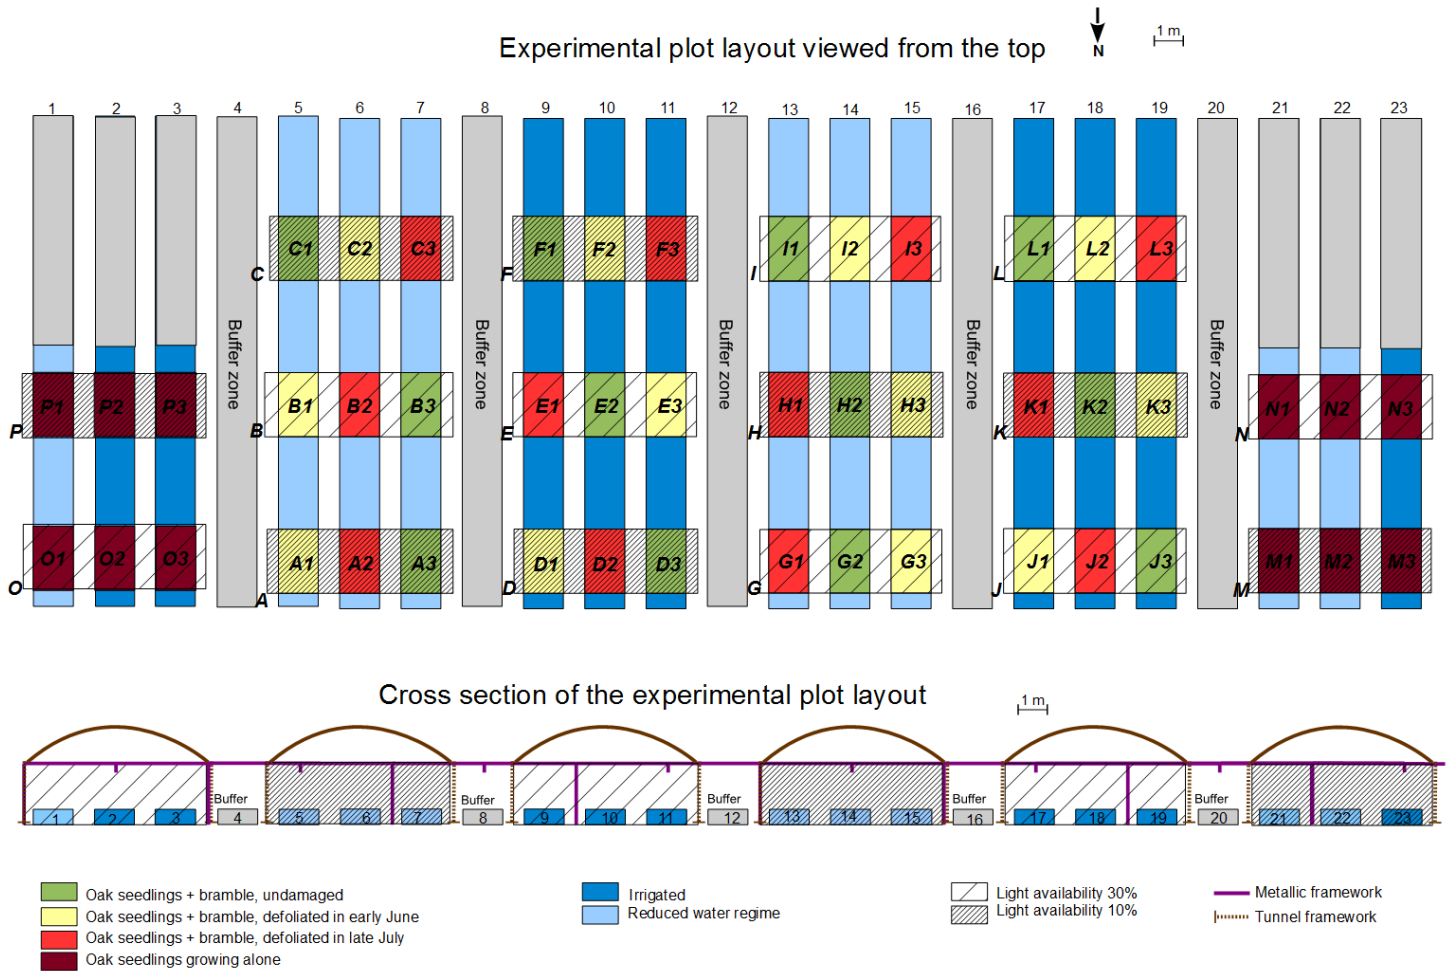 Experimental plot layout viewed from the top
N
1 m
1 2 3 4 5 6 7 8 9 10 11 12 13 14 15 16 17 18 19 20 21 22 23
C1 C2 C3 F1 F2 F3 I1 I2 I3 L1 L2 L3
C F I L
Buffer zone Buffer zone Buffer zone Buffer zone Buffer zone
P1 P2 P3 B1 B2 B3 E1 E2 E3 H1 H2 H3 K1 K2 K3 N1 N2 N3
P B E H K N
O1 O2 O3 A1 A2 A3 D1 D2 D3 G1 G2 G3 J1 J2 J3 M1 M2 M3
O A D G J M
Cross section of the experimental plot layout
1 m
Buffer Buffer Buffer Buffer Buffer
1 2 3 4 5 6 7 8 9 10 11 12 13 14 15 16 17 18 19 20 21 22 23
Oak seedlings + bramble, undamaged
Oak seedlings + bramble, defoliated in early June
Oak seedlings + bramble, defoliated in late July
Oak seedlings growing alone
Irrigated
Reduced water regime
Light availability 30%
Light availability 10%
Metallic framework
Tunnel framework